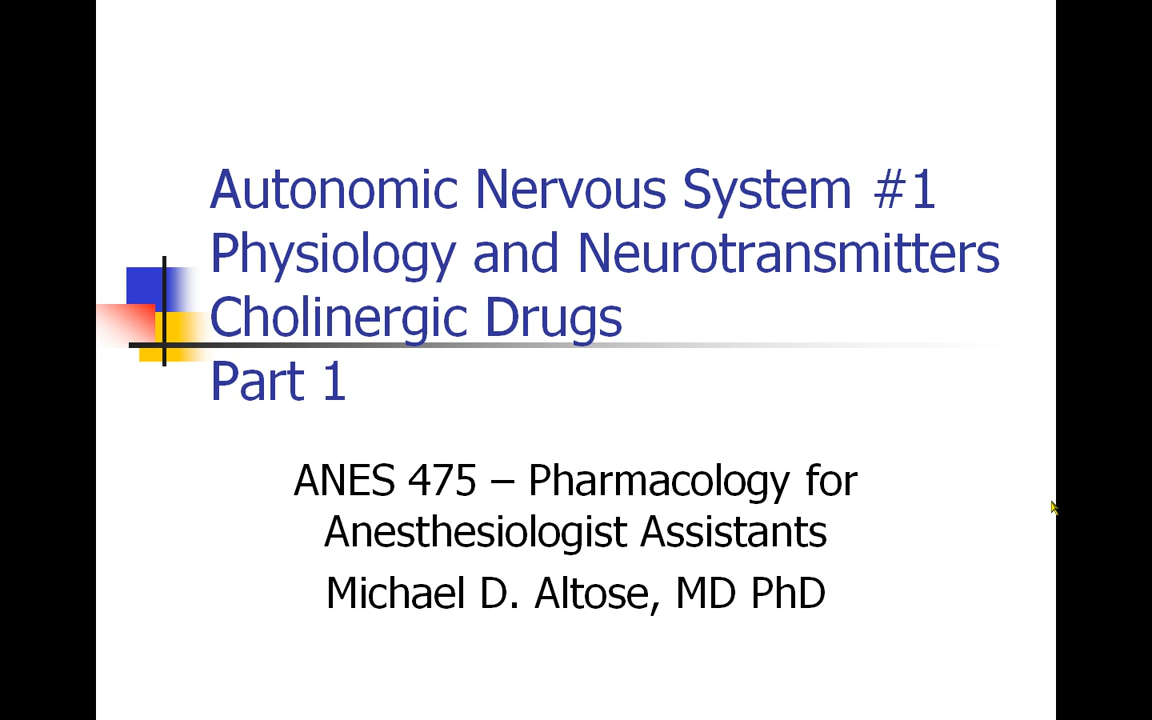 Autonomic Nervous System #1
Physiology and Neurotransmitters
Cholinergic Drugs
Part 1
ANES 475 – Pharmacology for
Anesthesiologist Assistants
Michael D. Altose, MD PhD